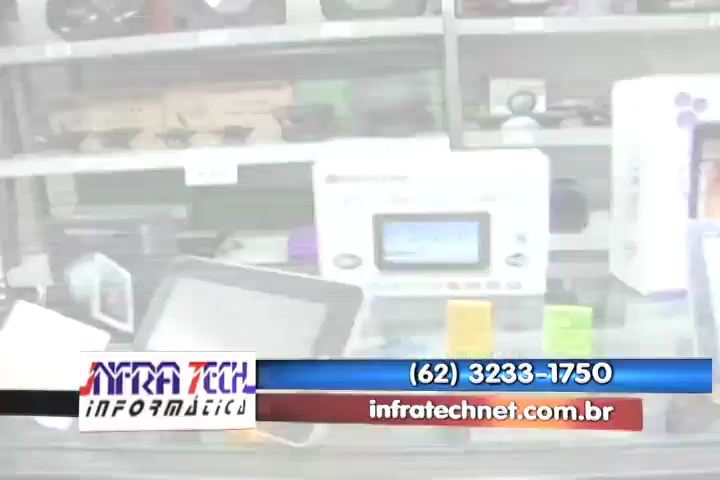 (62) 3233-1750
INFRA TECH
INFORMÁTICA
infratechnet.com.br